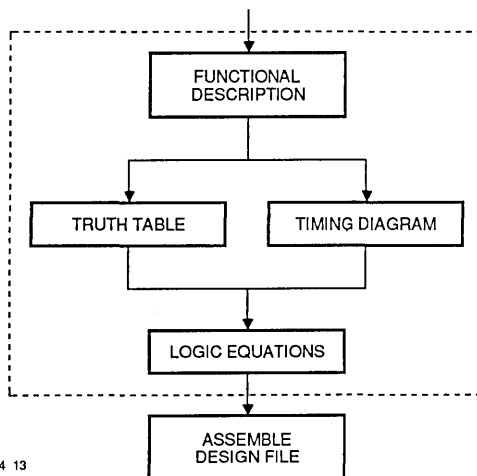 FUNCTIONAL
DESCRIPTION
TRUTH TABLE
TIMING DIAGRAM
LOGIC EQUATIONS
ASSEMBLE
DESIGN FILE
4 13